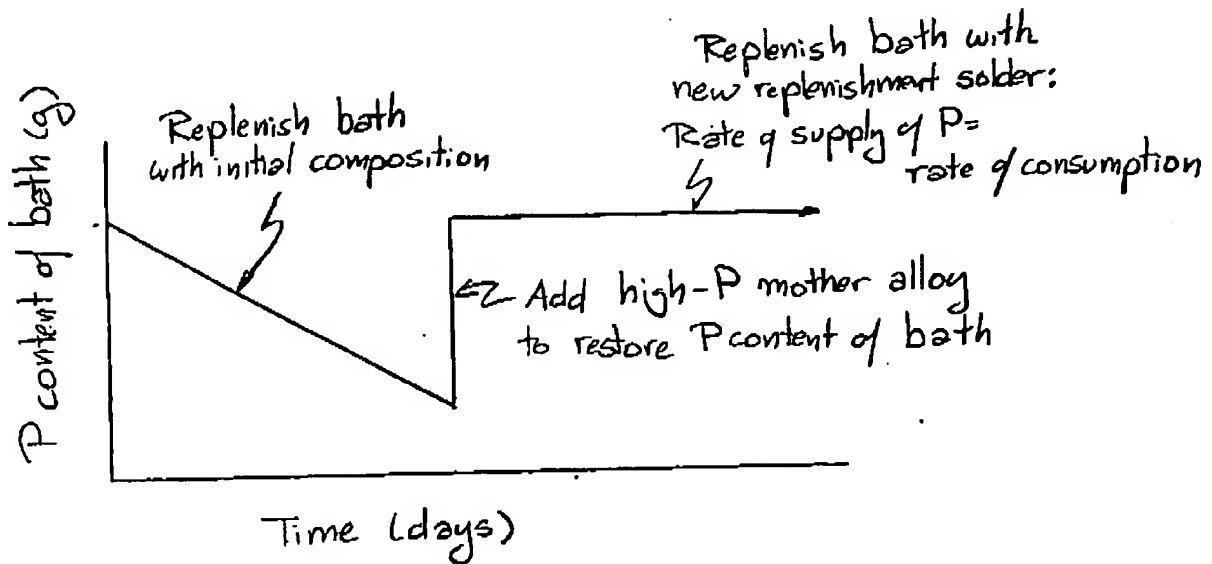 P content of bath (g)
Replenish bath
with initial composition
Replenish bath with
new replenishment solder:
Rate of supply of P=
rate of consumption
Add high-P mother alloy
to restore P content of bath
Time (days)